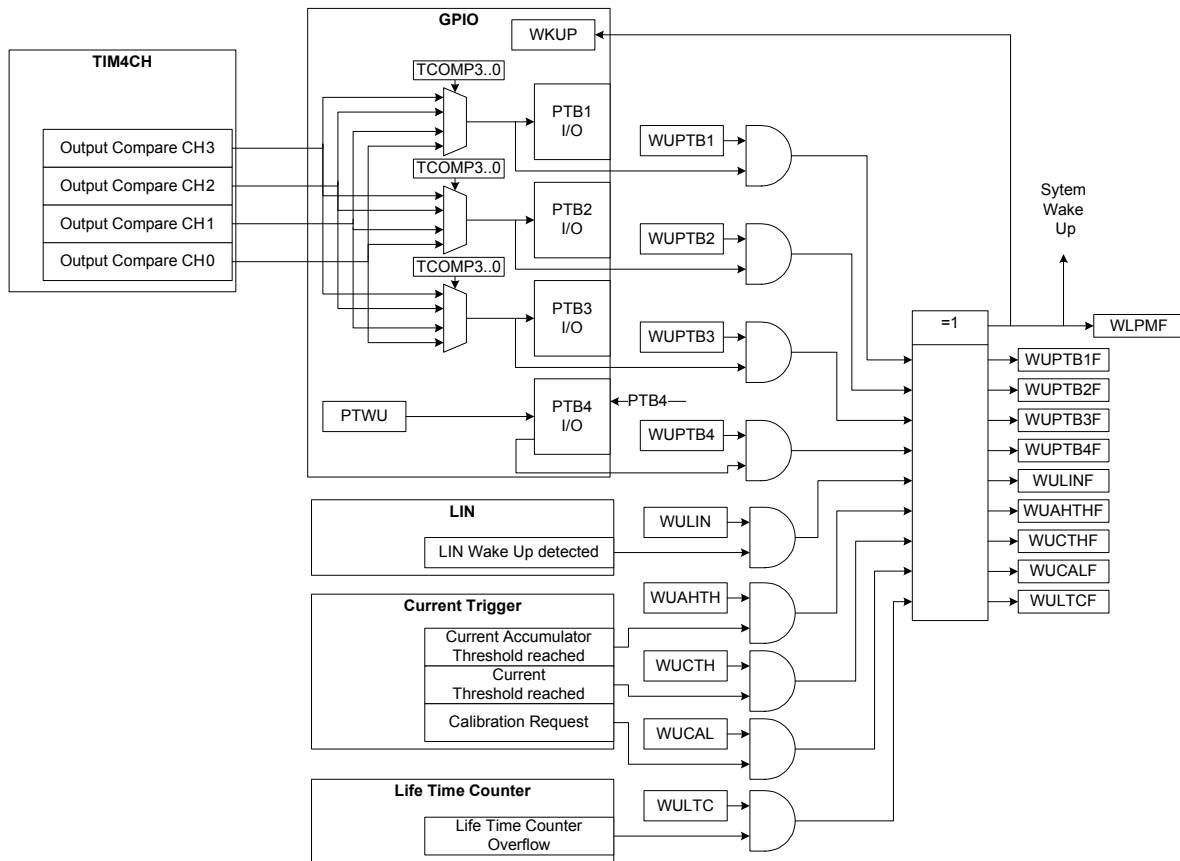 GPIO
WKUP
TIM4CH
TCOMP3..0
Output Compare CH3
Output Compare CH2
Output Compare CH1
Output Compare CH0
PTB1
I/O
WUPTB1
TCOMP3..0
PTB2
I/O
WUPTB2
TCOMP3..0
PTB3
I/O
WUPTB3
PTWU
PTB4
I/O
PTB4
WUPTB4
Sytem
Wake
Up
=1
WLPMF
WUPTB1F
WUPTB2F
WUPTB3F
WUPTB4F
WULINF
WUAHTHF
WUCTHF
WUCALF
WULTCF
LIN
LIN Wake Up detected
WULIN
Current Trigger
Current Accumulator
Threshold reached
Current
Threshold reached
Calibration Request
WUAHTH
WUCTH
WUCAL
Life Time Counter
Life Time Counter
Overflow
WULTC